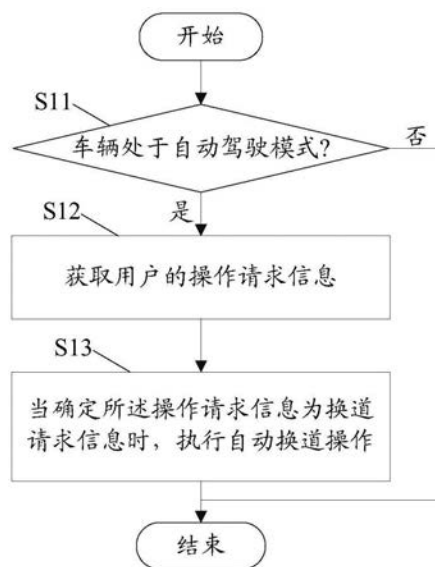 开始
S11
车辆处于自动驾驶模式?
否
是
S12
获取用户的操作请求信息
S13
当确定所述操作请求信息为换道
请求信息时，执行自动换道操作
结束